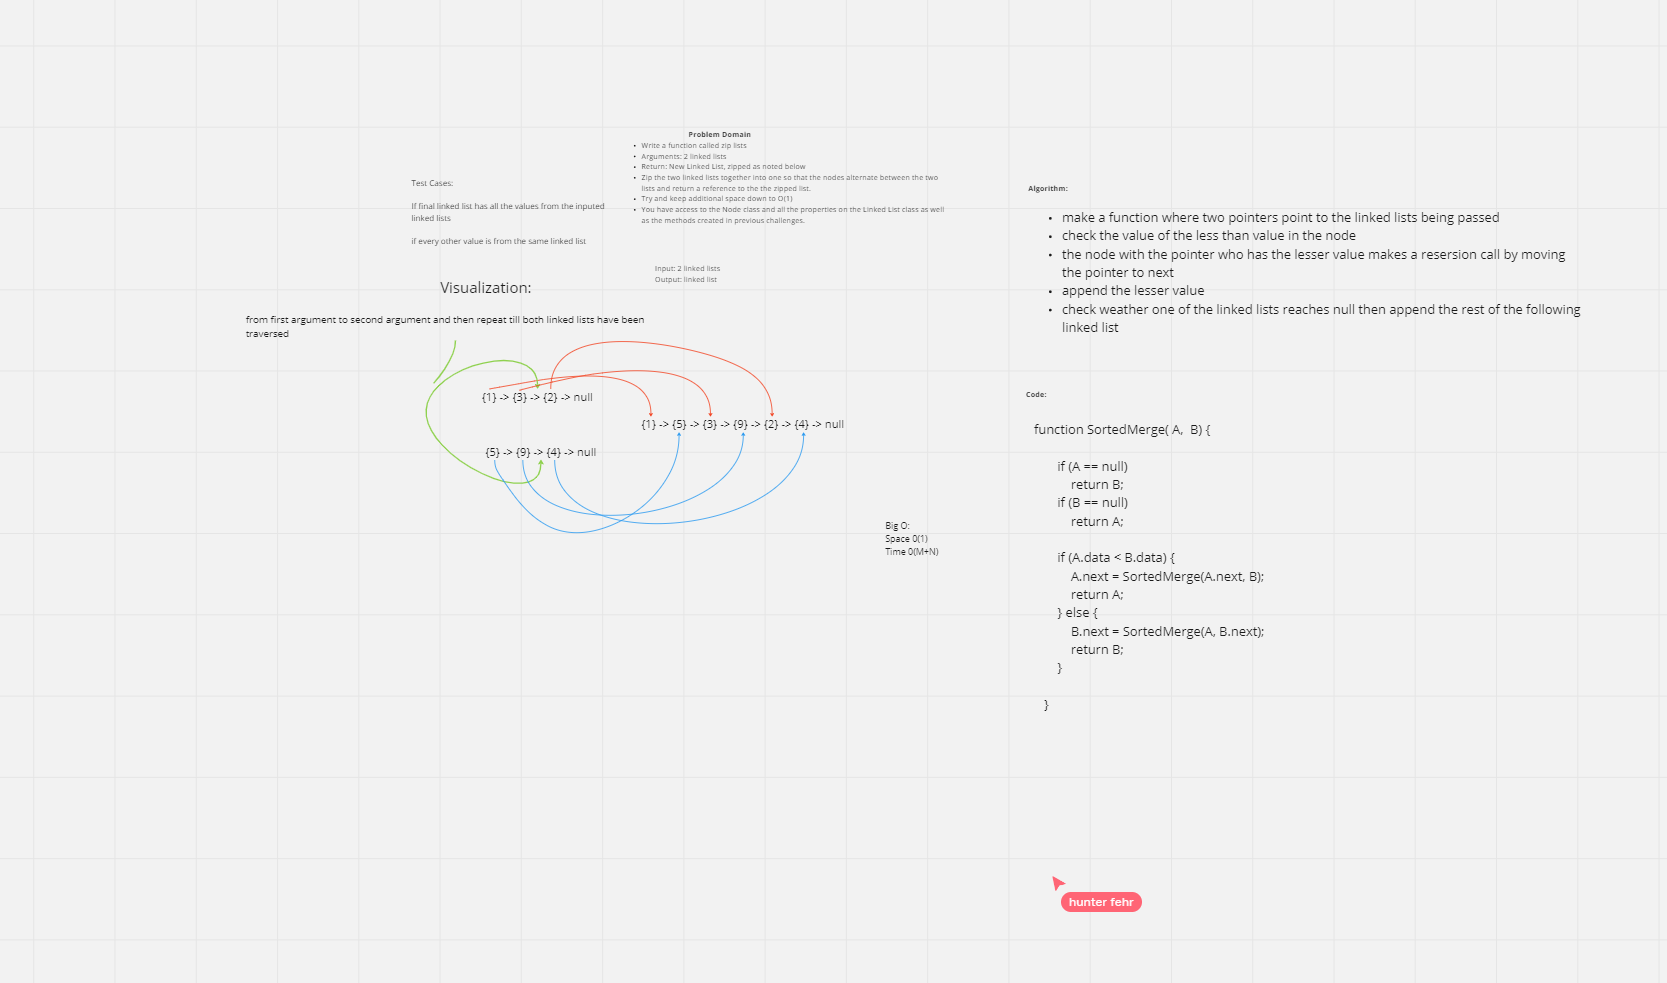 Problem Domain
• Write a function called zip lists
• Arguments: 2 linked lists
• Return: New Linked List, zipped as noted below
• Zip the two linked lists together into one so that the nodes alternate between the two
lists and return a reference to the the zipped list.
• Try and keep additional space down to O(1)
• You have access to the Node class and all the properties on the Linked List class as well
as the methods created in previous challenges.
Test Cases:
If final linked list has all the values from the inputed
linked lists
if every other value is from the same linked list
Input: 2 linked lists
Output: linked list
Visualization:
from first argument to second argument and then repeat till both linked lists have been
traversed
{1} -> {3} -> {2} -> null
{1} -> {5} -> {3} -> {9} -> {2} -> {4} -> null
{5} -> {9} -> {4} -> null
Big O:
Space 0(1)
Time 0(M+N)
Algorithm:
• make a function where two pointers point to the linked lists being passed
• check the value of the less than value in the node
• the node with the pointer who has the lesser value makes a resersion call by moving
the pointer to next
• append the lesser value
• check weather one of the linked lists reaches null then append the rest of the following
linked list
Code:
function SortedMerge( A,  B) {
if (A == null)
return B;
if (B == null)
return A;
if (A.data < B.data) {
A.next = SortedMerge(A.next, B);
return A;
} else {
B.next = SortedMerge(A, B.next);
return B;
}
}
hunter fehr